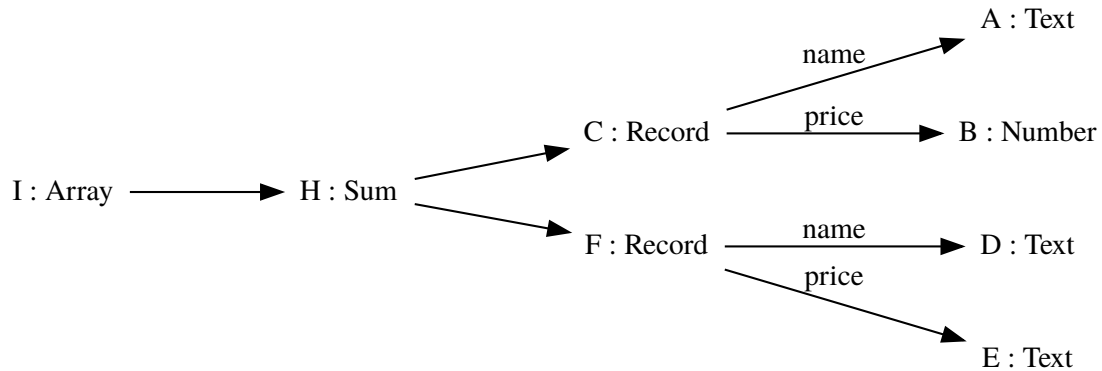 A : Text
name
C : Record
price
B : Number
I : Array
H : Sum
F : Record
name
D : Text
price
E : Text